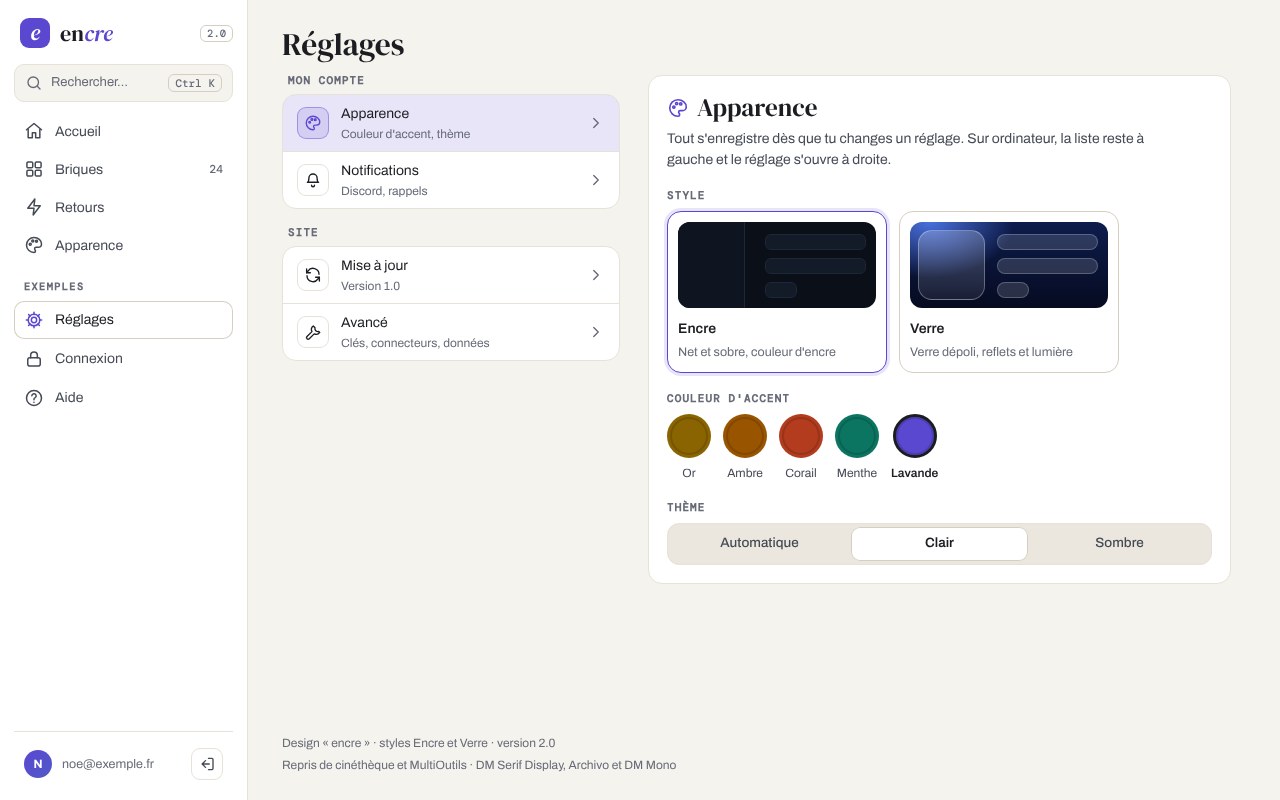 e encre 2.0
Rechercher... Ctrl K
Accueil
Briques 24
Retours
Apparence
EXEMPLES
Réglages
Connexion
Aide
N noe@exemple.fr
Réglages
MON COMPTE
Apparence
Couleur d'accent, thème
Notifications
Discord, rappels
SITE
Mise à jour
Version 1.0
Avancé
Clés, connecteurs, données
Apparence
Tout s'enregistre dès que tu changes un réglage. Sur ordinateur, la liste reste à
gauche et le réglage s'ouvre à droite.
STYLE
Encre
Net et sobre, couleur d'encre
Verre
Verre dépoli, reflets et lumière
COULEUR D'ACCENT
Or Ambre Corail Menthe Lavande
THÈME
Automatique Clair Sombre
Design « encre » · styles Encre et Verre · version 2.0
Repris de cinéthèque et MultiOutils · DM Serif Display, Archivo et DM Mono